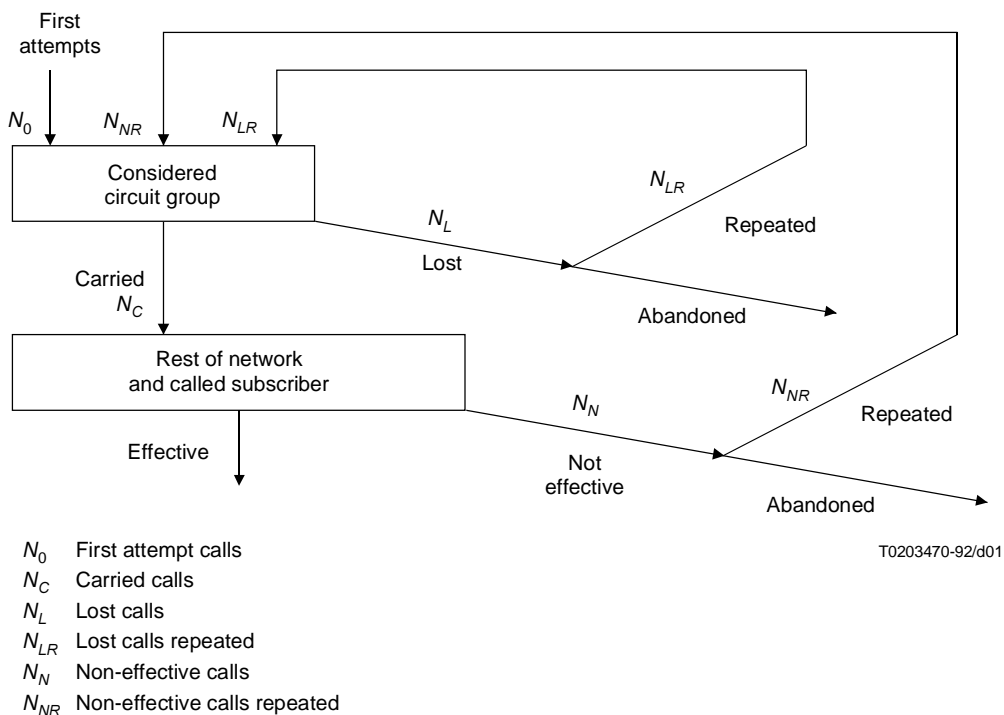 First
attempts
N0
NNR
NLR
Considered
circuit group
NLR
Repeated
NL
Lost
Carried
NC
Abandoned
Rest of network
and called subscriber
NNR
Repeated
NN
Effective
Not
effective
Abandoned
N0 First attempt calls
T0203470-92/d01
NC Carried calls
NL Lost calls
NLR Lost calls repeated
NN Non-effective calls
NNR Non-effective calls repeated